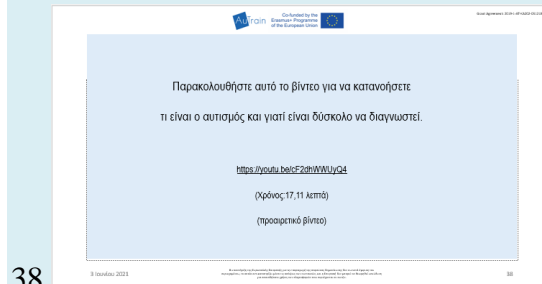 AuTrain
Co-funded by the
Erasmus+ Programme
of the European Union
Παρακολουθήστε αυτό το βίντεο για να κατανοήσετε
τι είναι ο αυτισμός και γιατί είναι δύσκολο να διαγνωστεί.
https://youtu.be/cF2dhWWUyQ4
(Χρόνος:17,11 λεπτά)
(προαιρετικό βίντεο)
3 Ιουνίου 2023
38
38